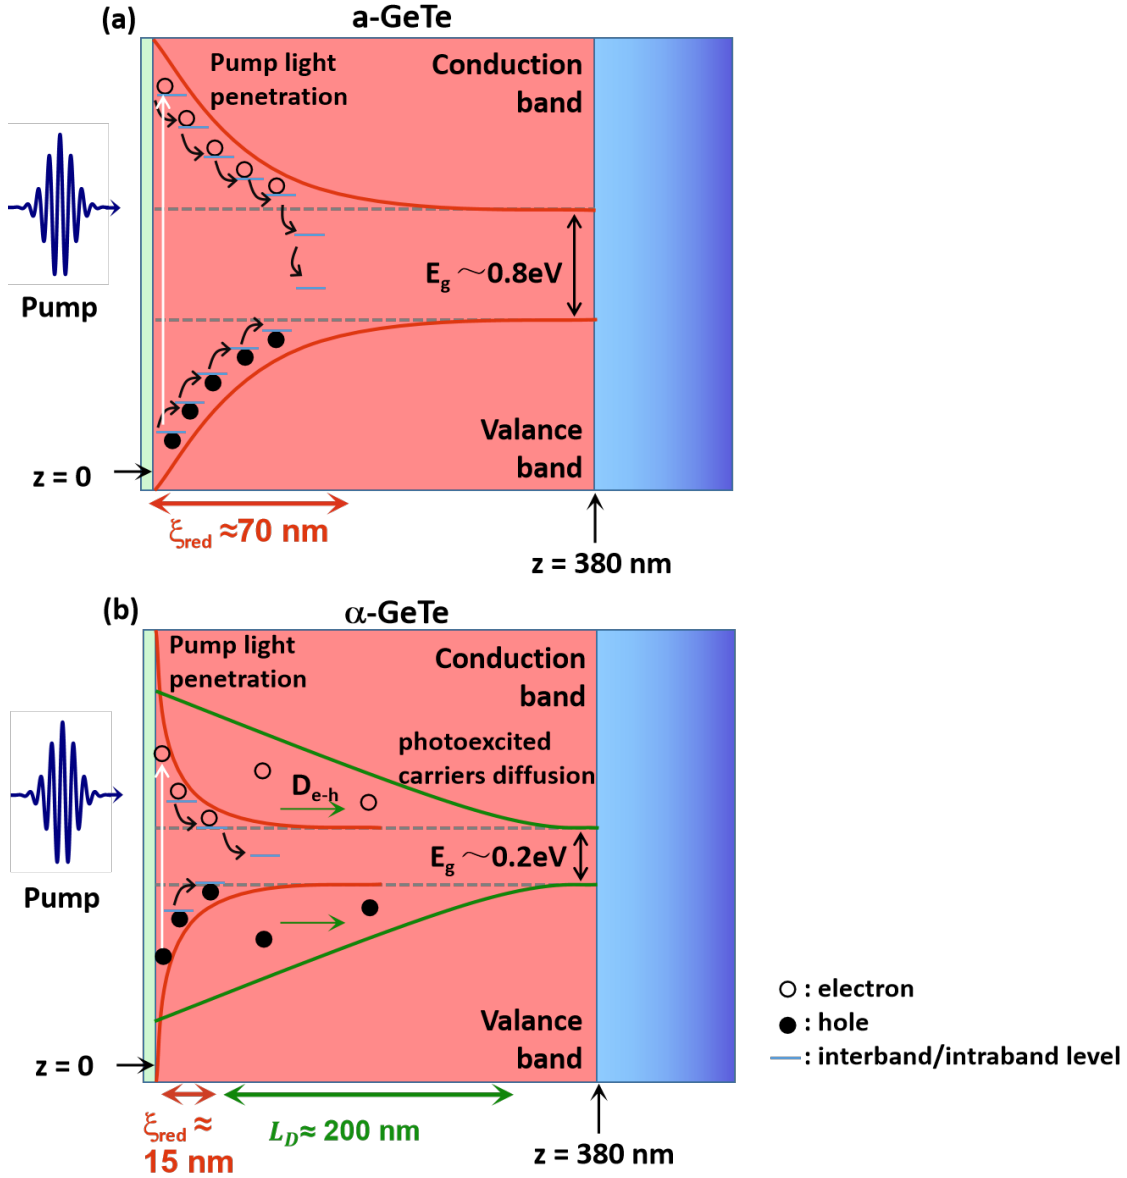 (a)
a-GeTe
Pump light
penetration
Conduction
band
Pump
E_g ～0.8eV
Valance
band
z = 0
ξ_red ≈70 nm
z = 380 nm
(b)
α-GeTe
Pump light
penetration
Conduction
band
photoexcited
carriers diffusion
D_e-h
E_g ～0.2eV
Pump
Valance
band
z = 0
ξ_red ≈
15 nm
L_D≈ 200 nm
z = 380 nm
: electron
: hole
: interband/intraband level